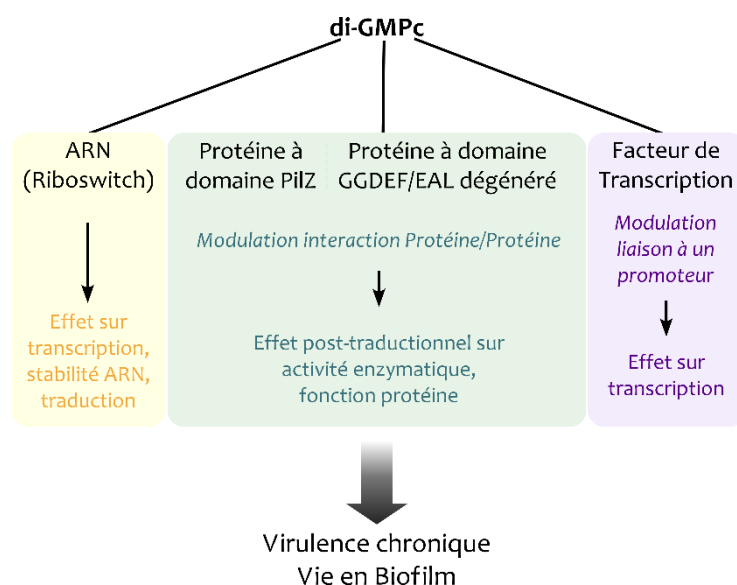 di-GMPc
ARN
(Riboswitch)
Effet sur
transcription,
stabilité ARN,
traduction
Protéine à
domaine PilZ
Protéine à domaine
GGDEF/EAL dégénéré
Modulation interaction Protéine/Protéine
Effet post-traductionnel sur
activité enzymatique,
fonction protéine
Facteur de
Transcription
Modulation
liaison à un
promoteur
Effet sur
transcription
Virulence chronique
Vie en Biofilm